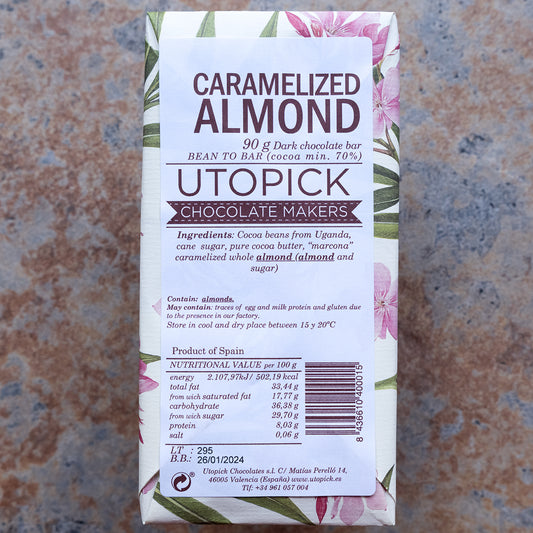 CARAMELIZED
ALMOND
90 g Dark chocolate bar
BEAN TO BAR (cocoa min. 70%)
UTOPICK
CHOCOLATE MAKERS
Ingredients: Cocoa beans from Uganda,
cane sugar, pure cocoa butter, "marcona"
caramelized whole almond (almond and
sugar)
Contain: almonds.
May contain: traces of egg and milk protein and gluten due
to the presence in our factory.
Store in cool and dry place between 15 y 20ºC
Product of Spain
NUTRITIONAL VALUE per 100 g
energy 2.107,97kJ/ 502,19 kcal
total fat 33,44 g
from wich saturated fat 17,77 g
carbohydrate 36,38 g
from wich sugar 29,70 g
protein 8,03 g
salt 0,06 g
8 436610 400015
LT : 295
B.B.: 26/01/2024
Utopick Chocolates s.l. C/ Matías Perelló 14,
46005 Valencia (España) www.utopick.es
Tlf: +34 961 057 004